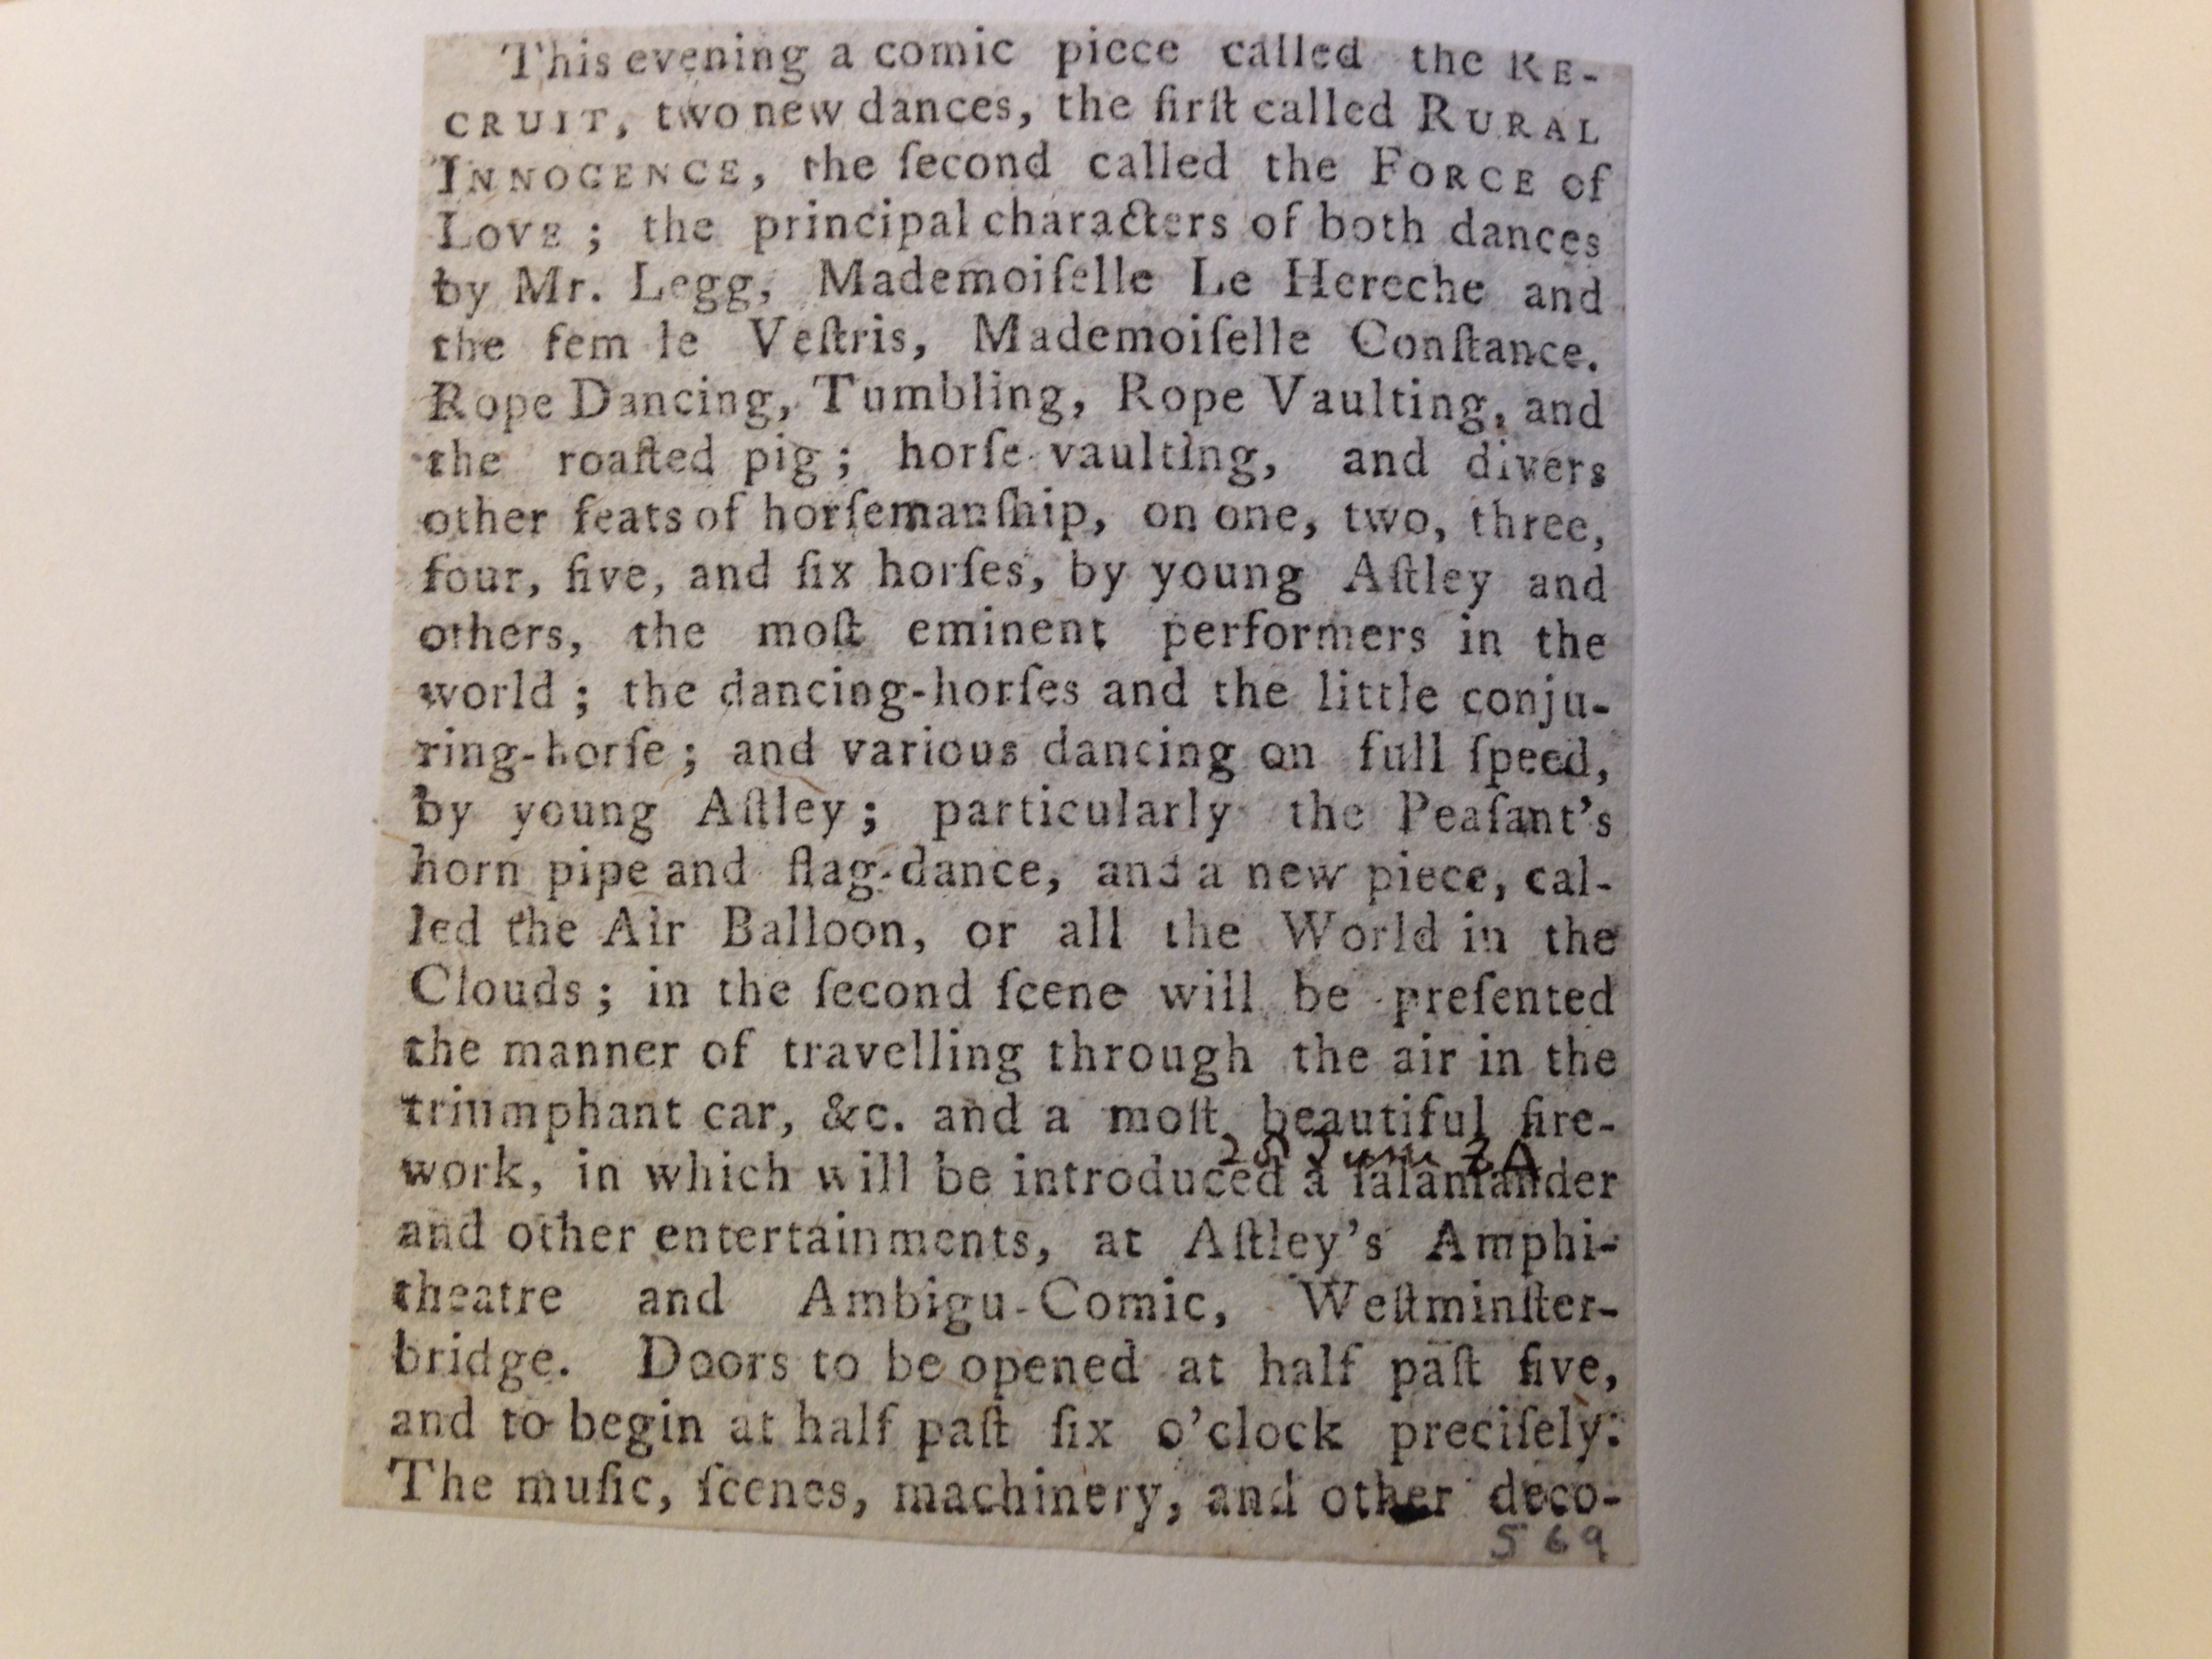 This evening a comic piece called the RE-
CRUIT, two new dances, the firſt called RURAL
INNOCENCE, the ſecond called the FORCE of
LOVE; the principal characters of both dances
by Mr. Legg, Mademoiſelle Le Hereche and
the fem le Veſtris, Mademoiſelle Conſtance.
Rope Dancing, Tumbling, Rope Vaulting, and
the roaſted pig; horſe-vaulting, and divers
other feats of horſemanſhip, on one, two, three,
four, five, and ſix horſes, by young Aſtley and
others, the moſt eminent performers in the
world; the dancing-horſes and the little conju-
ring-horſe; and various dancing on full ſpeed,
by young Aſtley; particularly the Peaſant's
horn pipe and flag-dance, and a new piece, cal-
led the Air Balloon, or all the World in the
Clouds; in the ſecond ſcene will be preſented
the manner of travelling through the air in the
triumphant car, &c. and a moſt beautiful fire-
work, in which will be introduced a ſalamander
and other entertainments, at Aſtley's Amphi-
theatre and Ambigu-Comic, Weſtminſter-
bridge. Doors to be opened at half paſt five,
and to begin at half paſt ſix o'clock preciſely.
The muſic, ſcenes, machinery, and other deco-
569